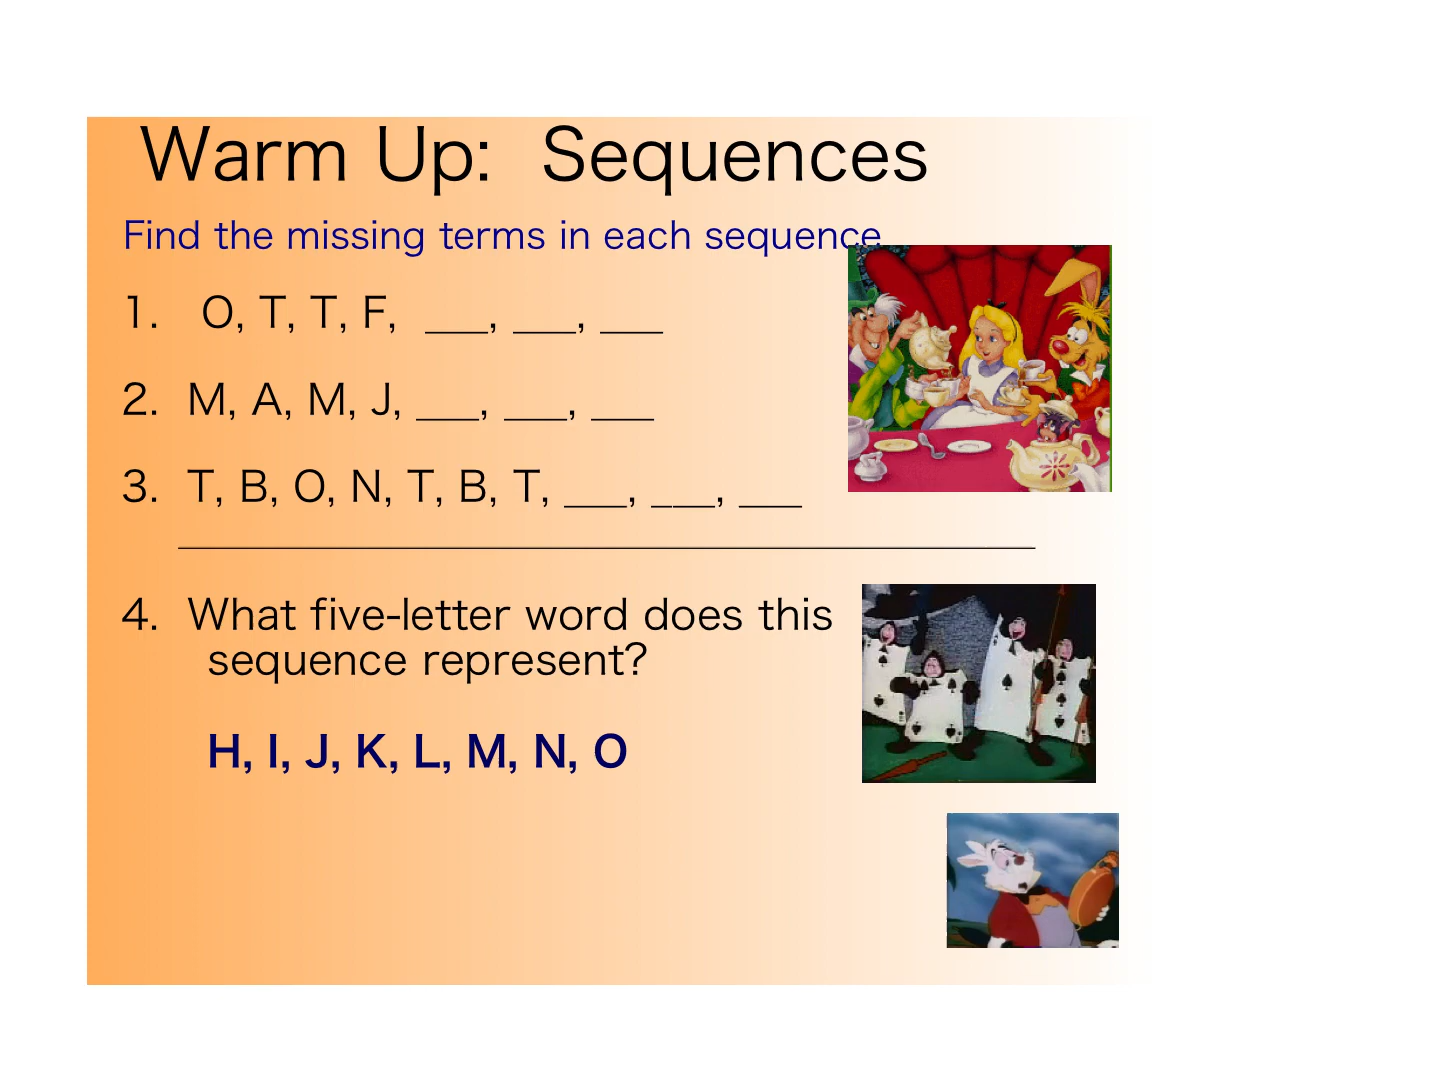 Warm Up:  Sequences
Find the missing terms in each sequence
1.   O, T, T, F,  ___, ___, ___
2.  M, A, M, J, ___, ___, ___
3.  T, B, O, N, T, B, T, ___, ___, ___
4.  What five-letter word does this
sequence represent?
H, I, J, K, L, M, N, O